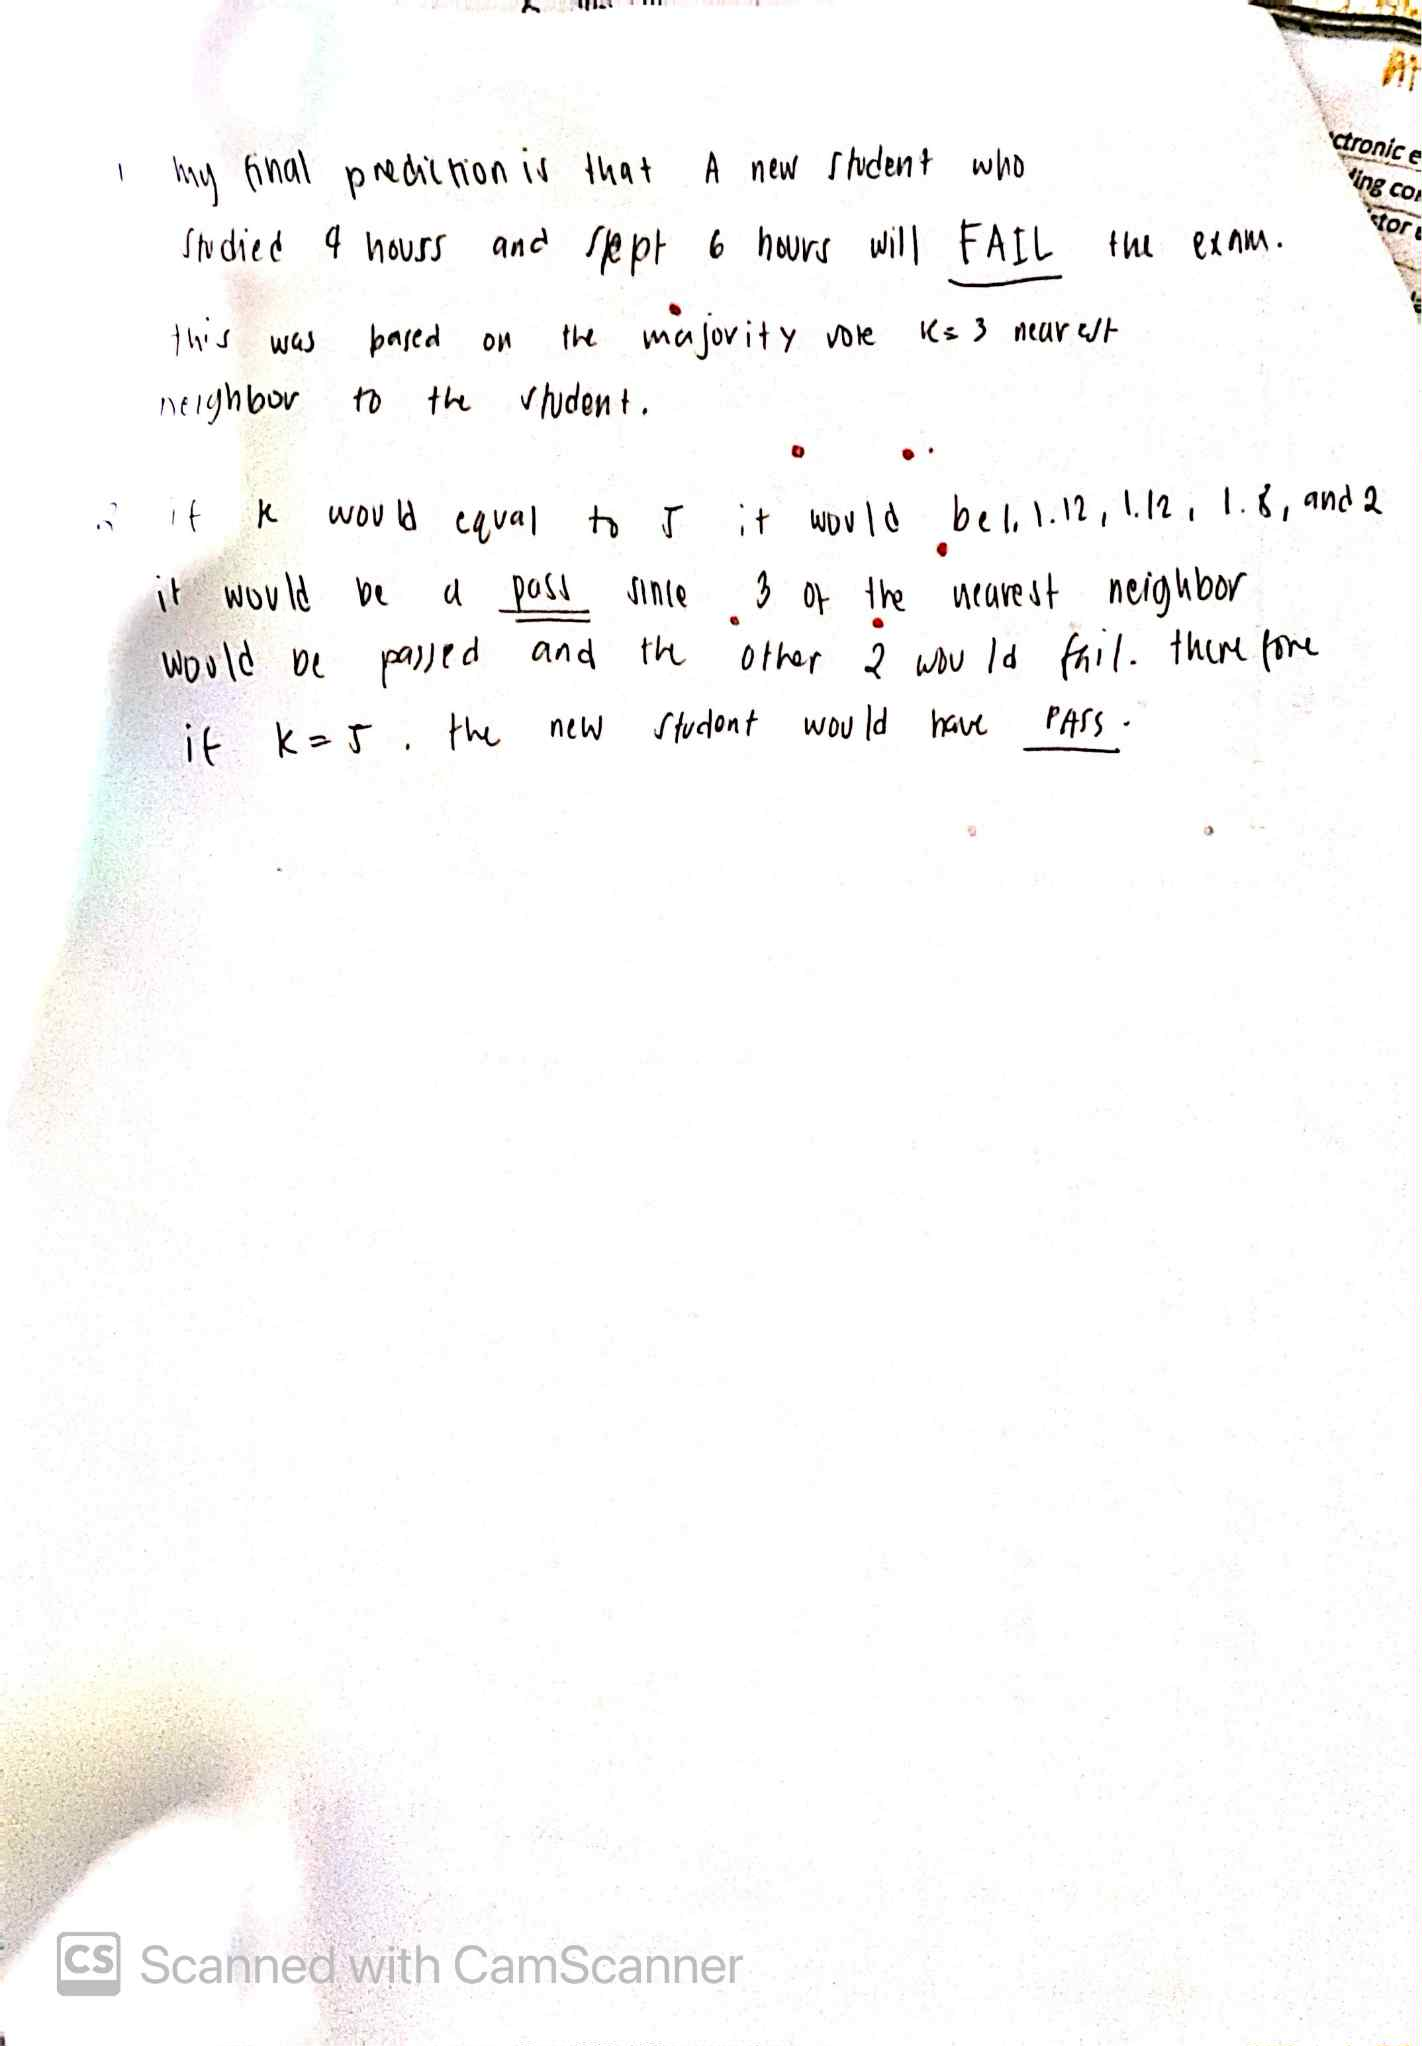 1 My final prediction is that A new student who
studied 4 hours and slept 6 hours will FAIL the exam.
this was based on the majority vote K=3 nearest
neighbor to the student.
2 if k would equal to 5 it would be 1, 1.12, 1.12, 1.8, and 2
it would be a pass since 3 of the nearest neighbor
would be passed and the other 2 would fail. therefore
if k=5, the new student would have PASS.
ctronic e
ding co
stor
CS Scanned with CamScanner